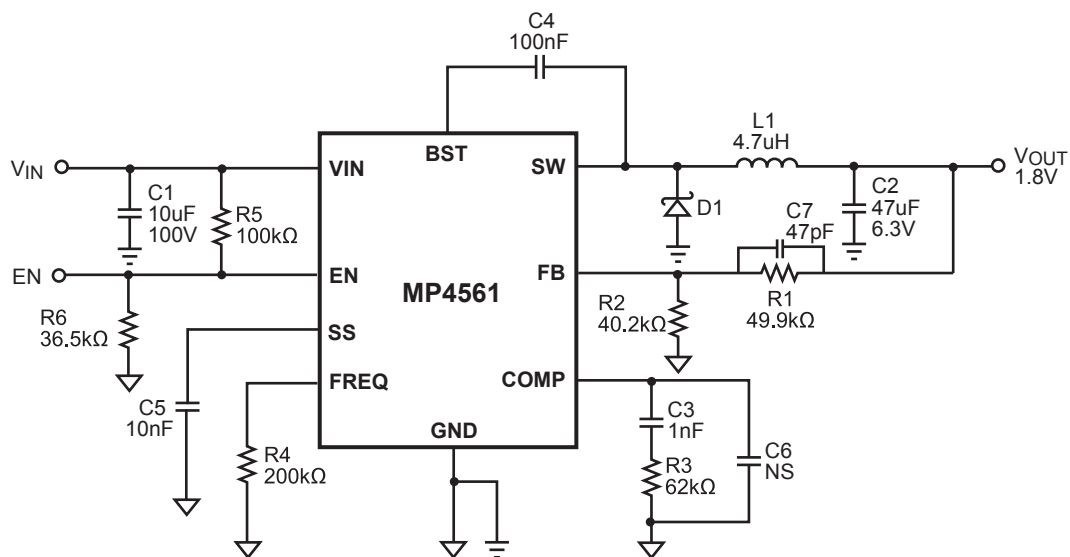 C4
100nF
BST
VIN
VIN
C1
10uF
100V
R5
100kΩ
EN
EN
R6
36.5kΩ
SS
C5
10nF
FREQ
R4
200kΩ
GND
MP4561
SW
L1
4.7uH
VOUT
1.8V
D1
C2
47uF
6.3V
C7
47pF
FB
R1
49.9kΩ
R2
40.2kΩ
COMP
C3
1nF
R3
62kΩ
C6
NS